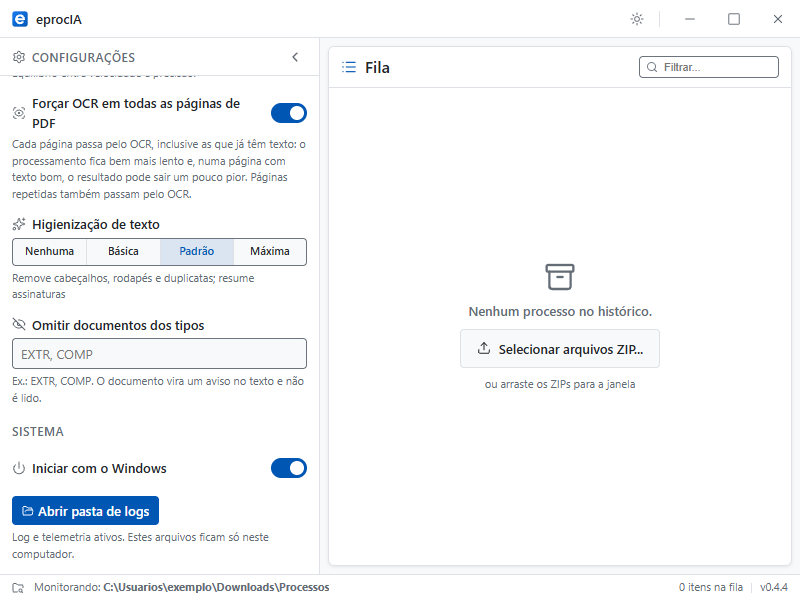 eprocIA
CONFIGURAÇÕES
Forçar OCR em todas as páginas de
PDF
Cada página passa pelo OCR, inclusive as que já têm texto: o
processamento fica bem mais lento e, numa página com
texto bom, o resultado pode sair um pouco pior. Páginas
repetidas também passam pelo OCR.
Higienização de texto
Nenhuma Básica Padrão Máxima
Remove cabeçalhos, rodapés e duplicatas; resume
assinaturas
Omitir documentos dos tipos
EXTR, COMP
Ex.: EXTR, COMP. O documento vira um aviso no texto e não
é lido.
SISTEMA
Iniciar com o Windows
Abrir pasta de logs
Log e telemetria ativos. Estes arquivos ficam só neste
computador.
Fila
Filtrar...
Nenhum processo no histórico.
Selecionar arquivos ZIP...
ou arraste os ZIPs para a janela
Monitorando: C:\Usuarios\exemplo\Downloads\Processos
0 itens na fila
v0.4.4